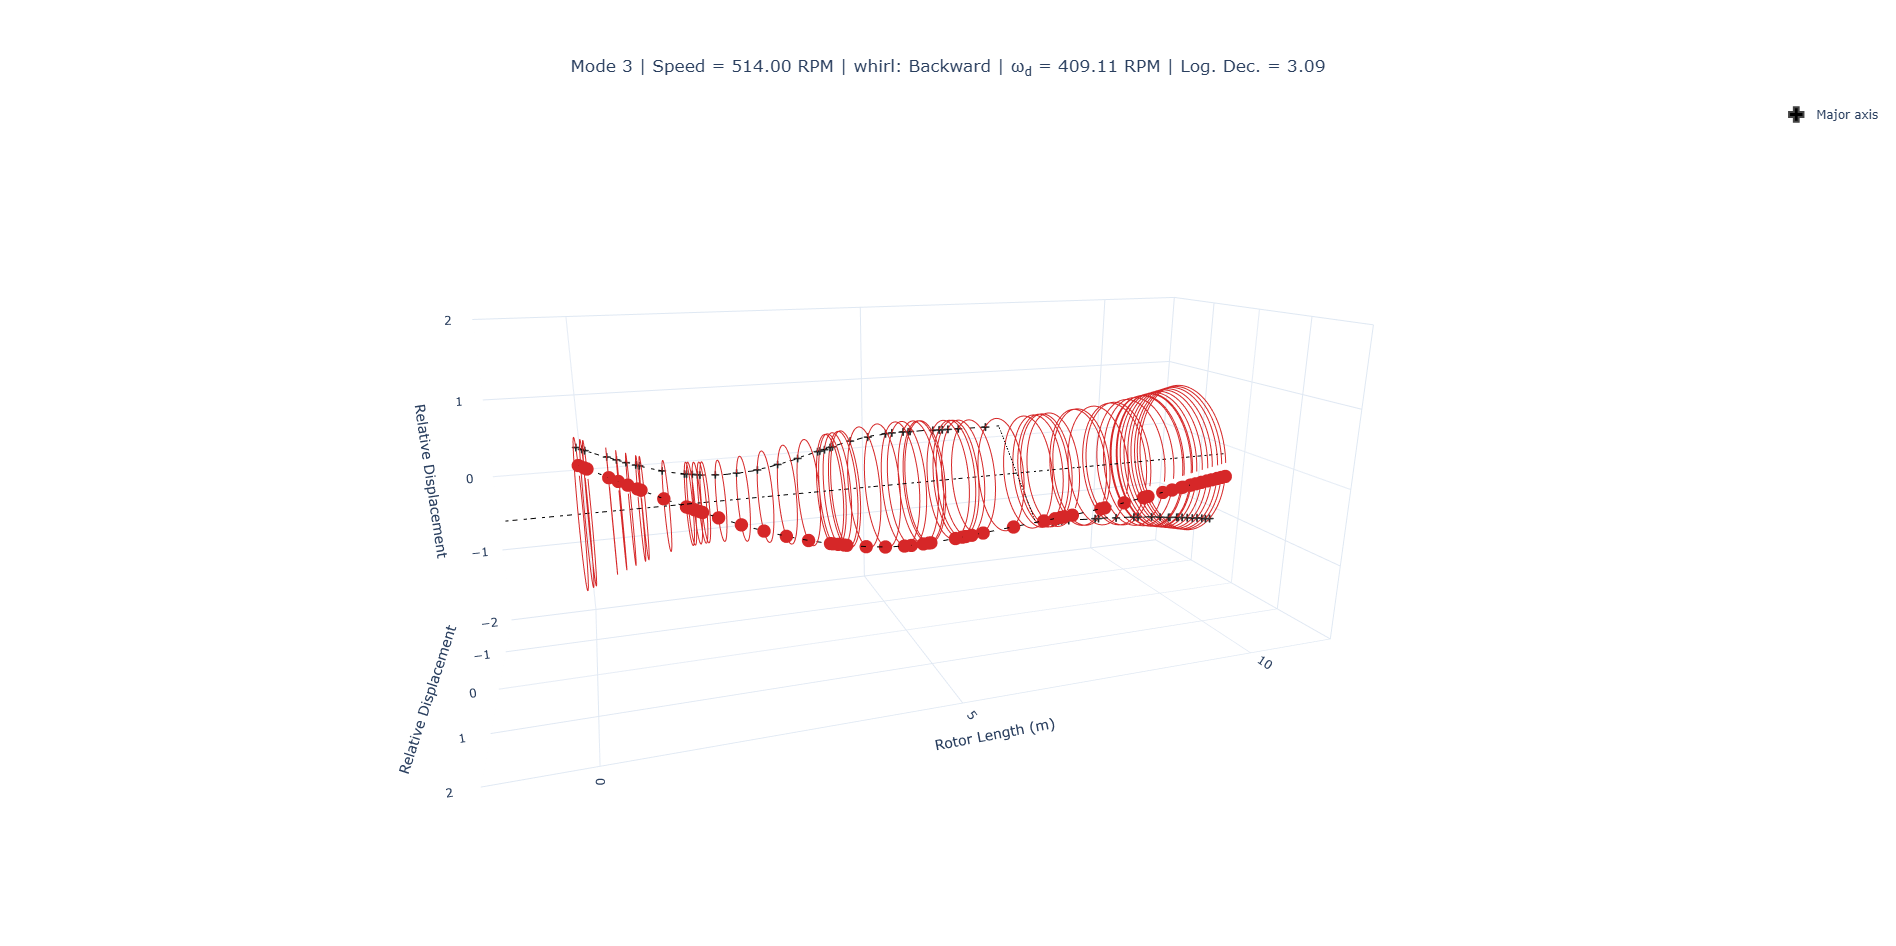 Mode 3 | Speed = 514.00 RPM | whirl: Backward | ωd = 409.11 RPM | Log. Dec. = 3.09
Major axis
2
1
0
−1
−2
Relative Displacement
−1
0
1
2
Relative Displacement
0
5
10
Rotor Length (m)